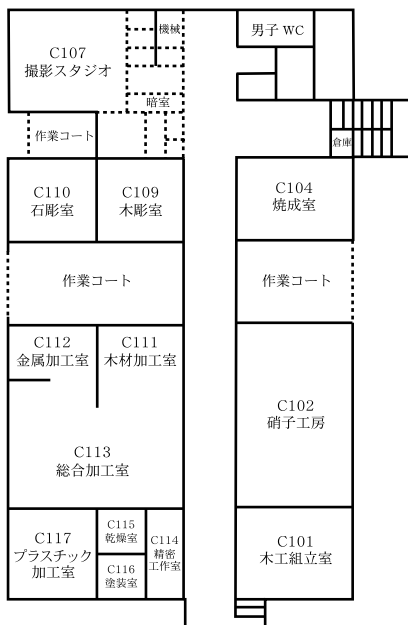 機械
男子 WC
C107
撮影スタジオ
暗室
作業コート
倉庫
C110
石彫室
C109
木彫室
C104
焼成室
作業コート
作業コート
C112
金属加工室
C111
木材加工室
C102
硝子工房
C113
総合加工室
C117
プラスチック
加工室
C115
乾燥室
C116
塗装室
C114
精密
工作室
C101
木工組立室